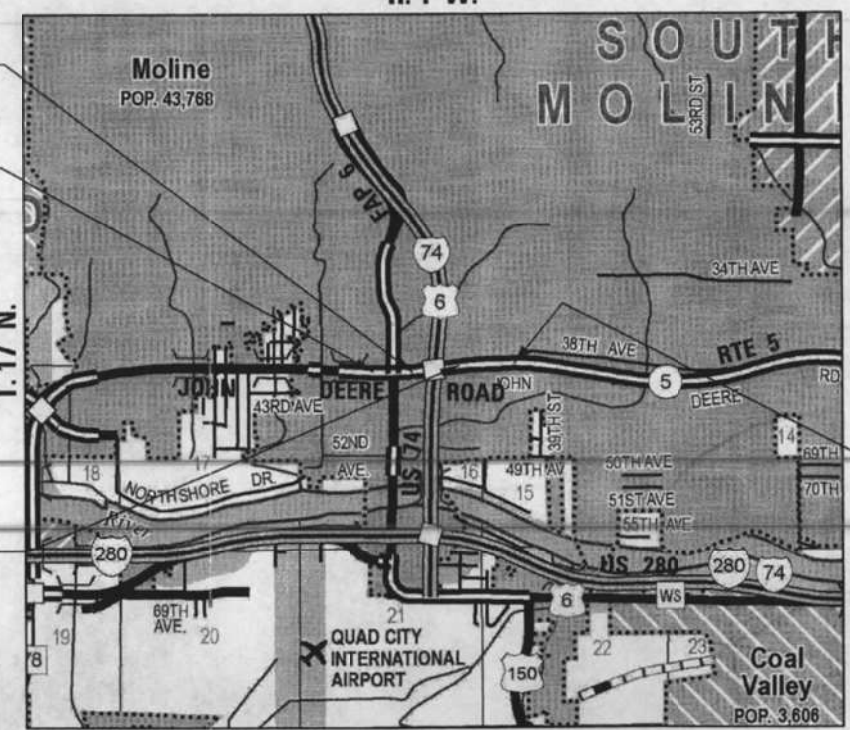 SOUTH
MOLINE
Moline
POP. 43,768
53RD ST
FAP 6
74
6
34TH AVE
T. 17 N.
38TH AVE
RTE 5
JOHN DEERE ROAD
JOHN
5
DEERE
RD
43RD AVE
39TH ST
14
52ND
AVE.
US 74
17
18
16
49TH AV
15
50TH AVE
69TH
NORTHSHORE DR.
51ST AVE
70TH
55TH AVE
River
280
US 280
280
74
6
WS
69TH
AVE.
19
20
21
22
23
78
QUAD CITY
INTERNATIONAL
AIRPORT
150
Coal
Valley
POP. 3,606